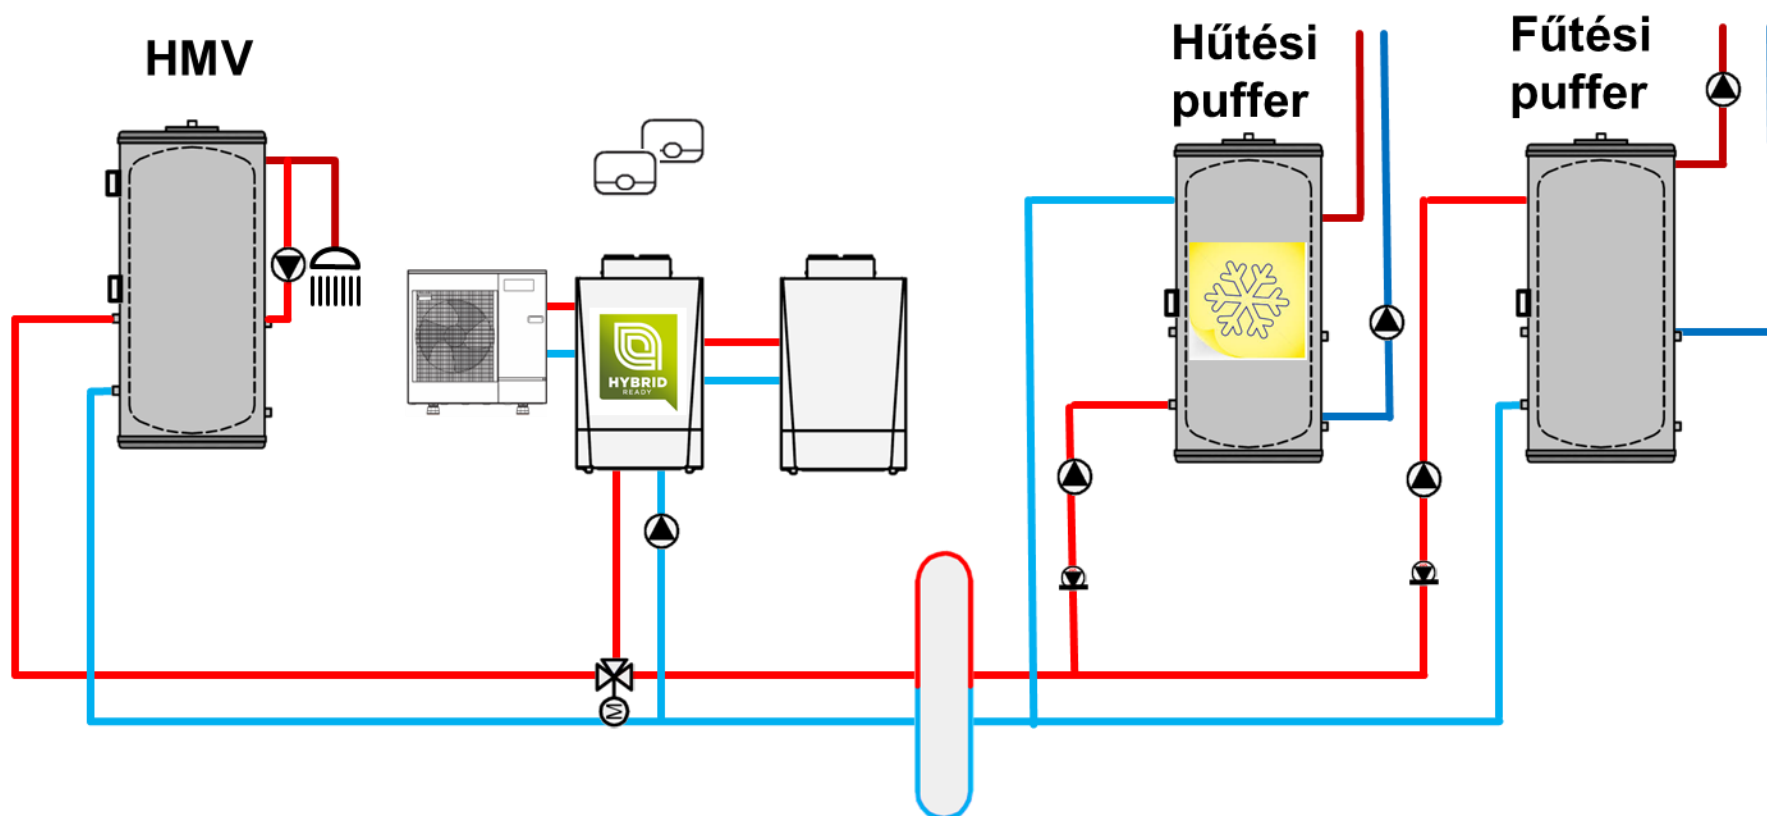 HMV
Hűtési
puffer
Fűtési
puffer
HYBRID
READY
M